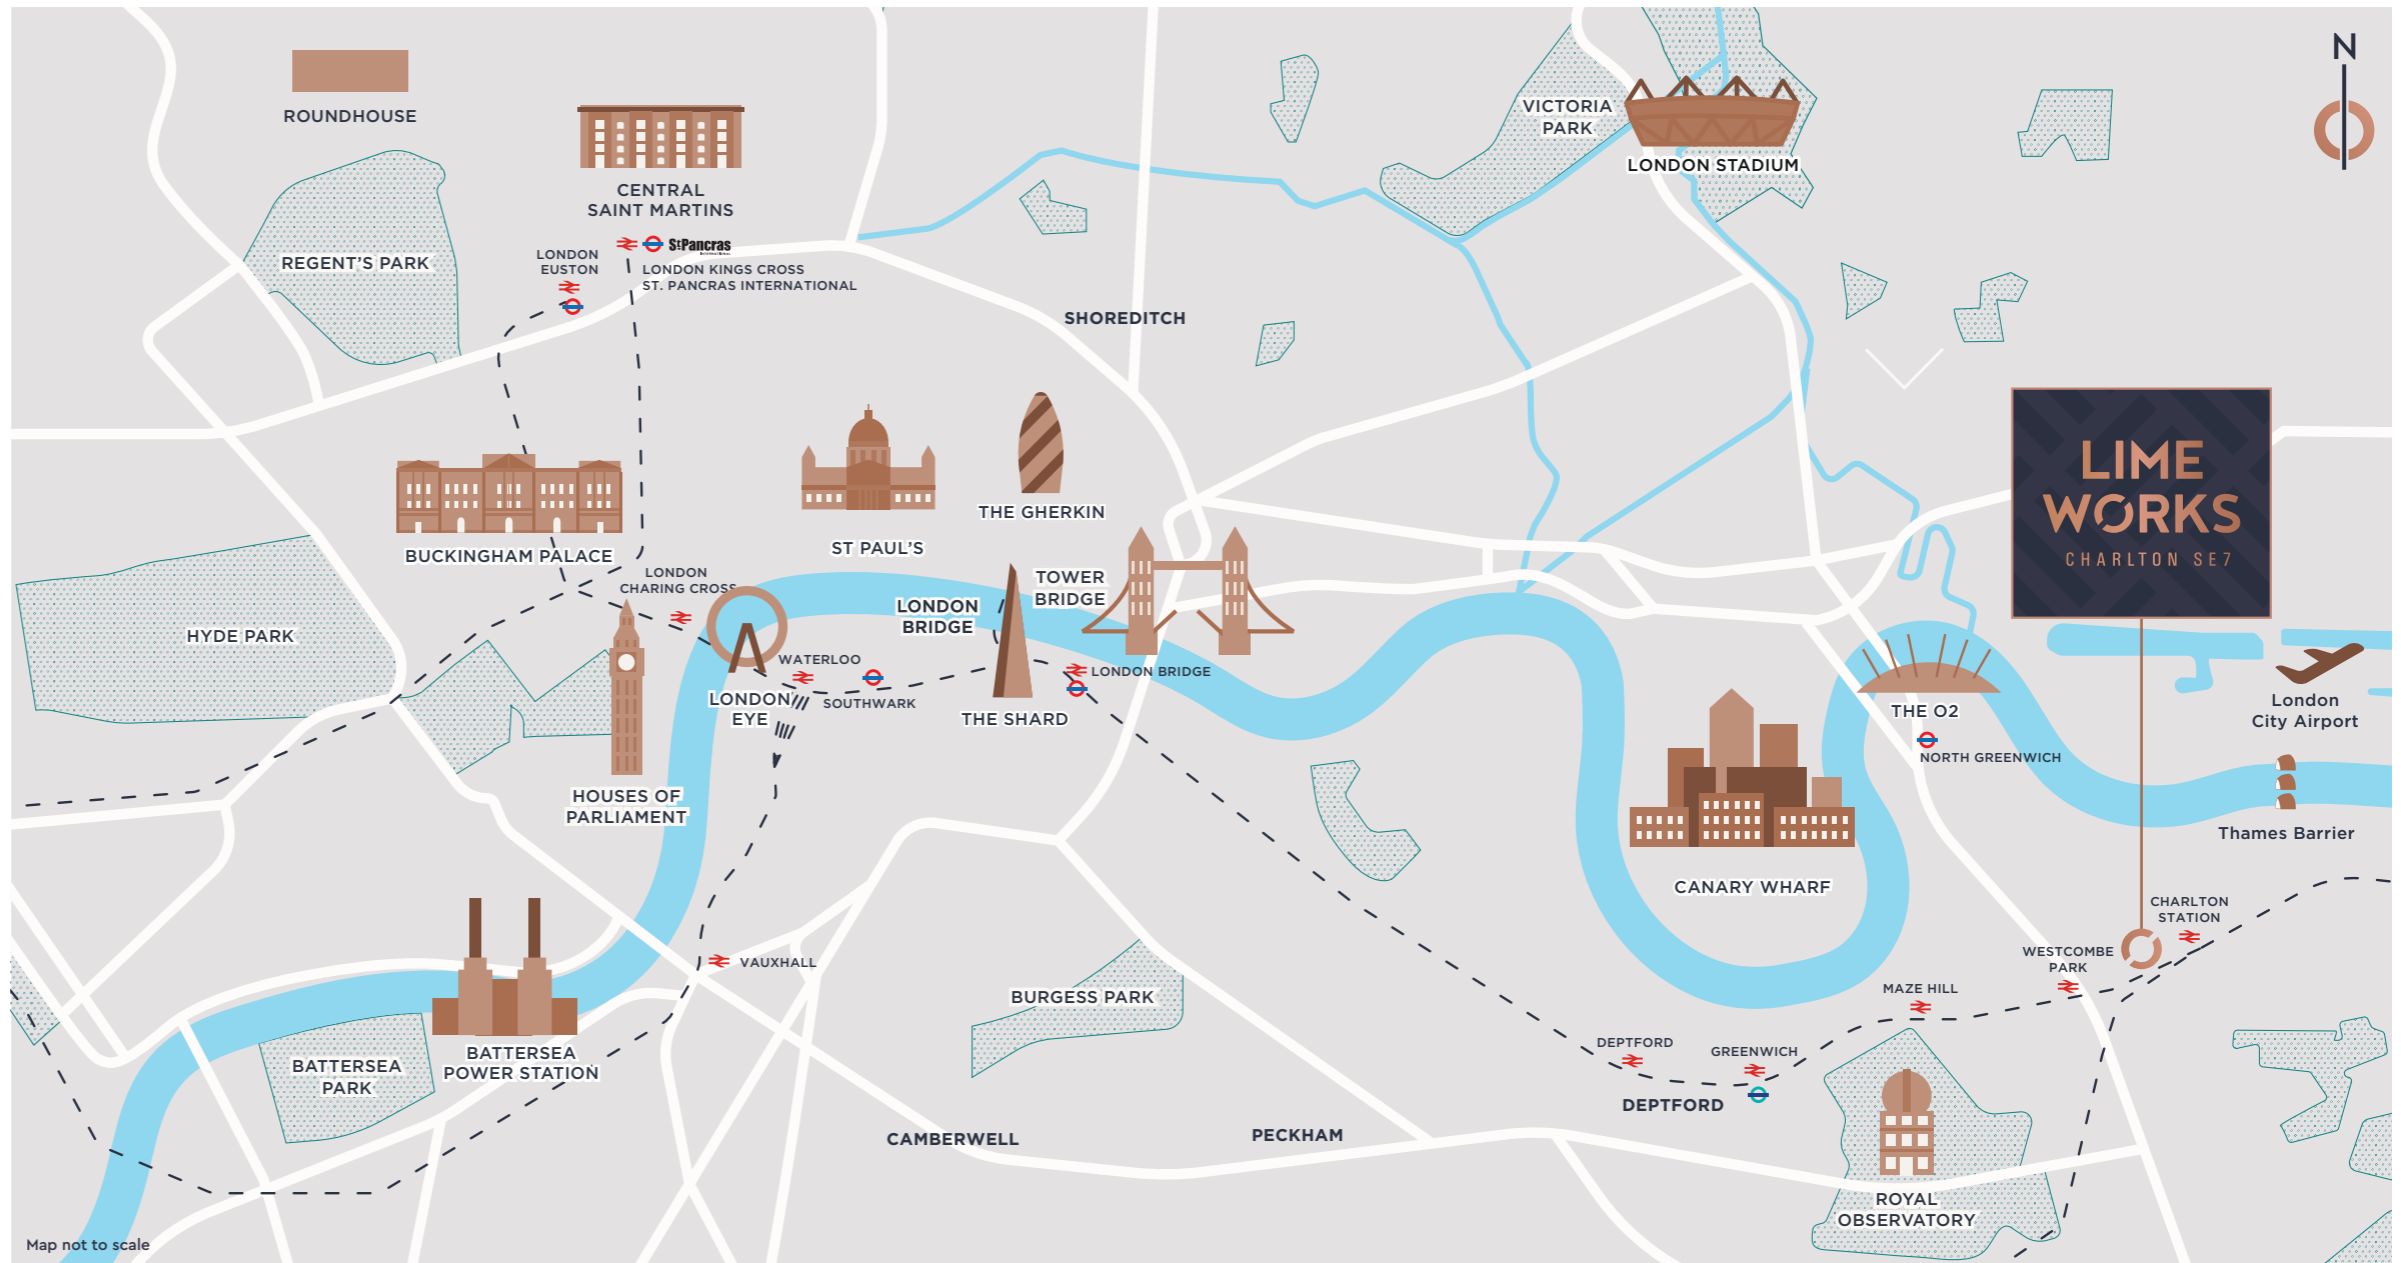 N
ROUNDHOUSE
VICTORIA
PARK
LONDON STADIUM
CENTRAL
SAINT MARTINS
StPancras
LONDON
EUSTON
LONDON KINGS CROSS
ST. PANCRAS INTERNATIONAL
REGENT'S PARK
SHOREDITCH
LIME
WORKS
CHARLTON SE7
THE GHERKIN
ST PAUL'S
BUCKINGHAM PALACE
LONDON
CHARING CROSS
TOWER
BRIDGE
LONDON
BRIDGE
HYDE PARK
WATERLOO
LONDON BRIDGE
SOUTHWARK
LONDON
EYE
THE SHARD
THE O2
London
City Airport
NORTH GREENWICH
HOUSES OF
PARLIAMENT
Thames Barrier
CANARY WHARF
CHARLTON
STATION
WESTCOMBE
PARK
VAUXHALL
MAZE HILL
BURGESS PARK
DEPTFORD
GREENWICH
BATTERSEA
POWER STATION
BATTERSEA
PARK
DEPTFORD
CAMBERWELL
PECKHAM
ROYAL
OBSERVATORY
Map not to scale